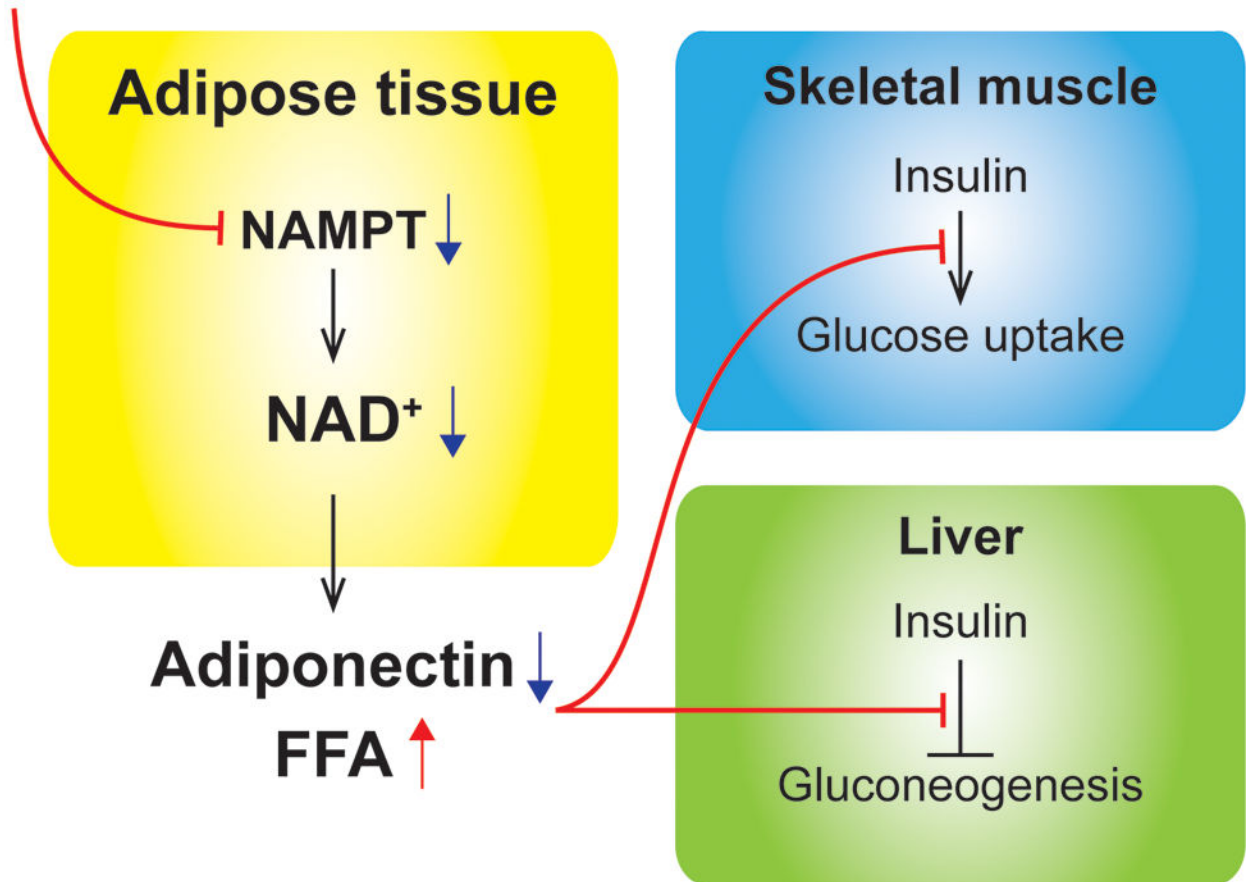 Adipose tissue
NAMPT
NAD⁺
Adiponectin
FFA
Skeletal muscle
Insulin
Glucose uptake
Liver
Insulin
Gluconeogenesis